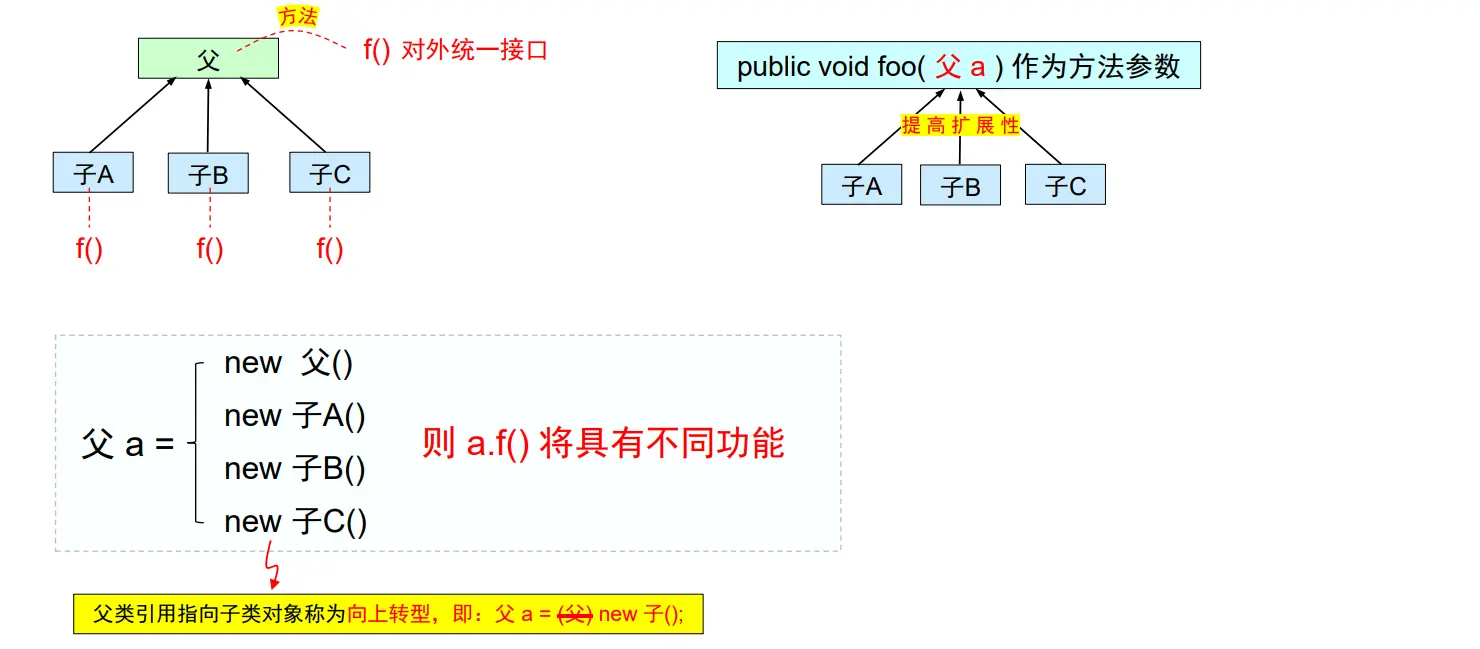 方法
父
f() 对外统一接口
子A
子B
子C
f()
f()
f()
public void foo( 父 a ) 作为方法参数
提高扩展性
子A
子B
子C
父 a =
new 父()
new 子A()
new 子B()
new 子C()
则 a.f() 将具有不同功能
父类引用指向子类对象称为向上转型，即：父 a = (父) new 子();